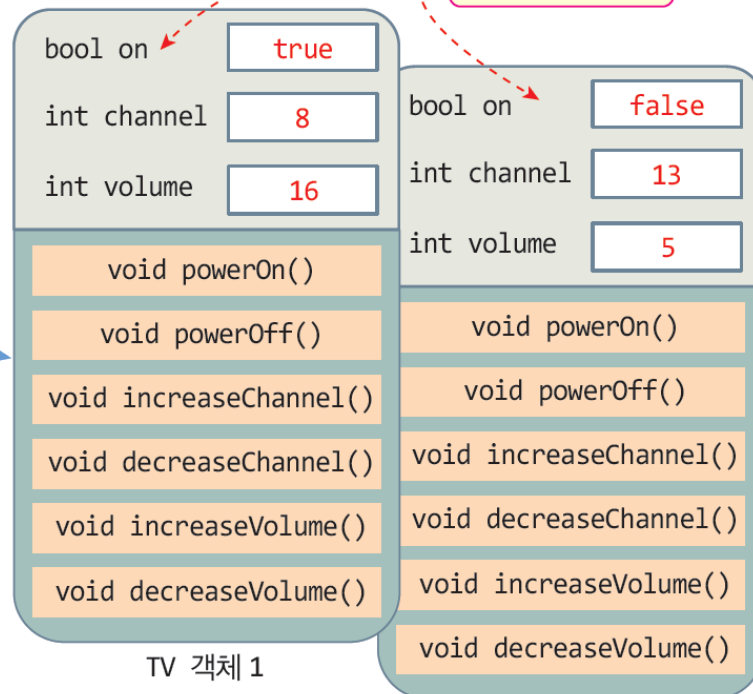 bool on true
int channel 8
int volume 16
void powerOn()
void powerOff()
void increaseChannel()
void decreaseChannel()
void increaseVolume()
void decreaseVolume()
TV 객체 1
bool on false
int channel 13
int volume 5
void powerOn()
void powerOff()
void increaseChannel()
void decreaseChannel()
void increaseVolume()
void decreaseVolume()